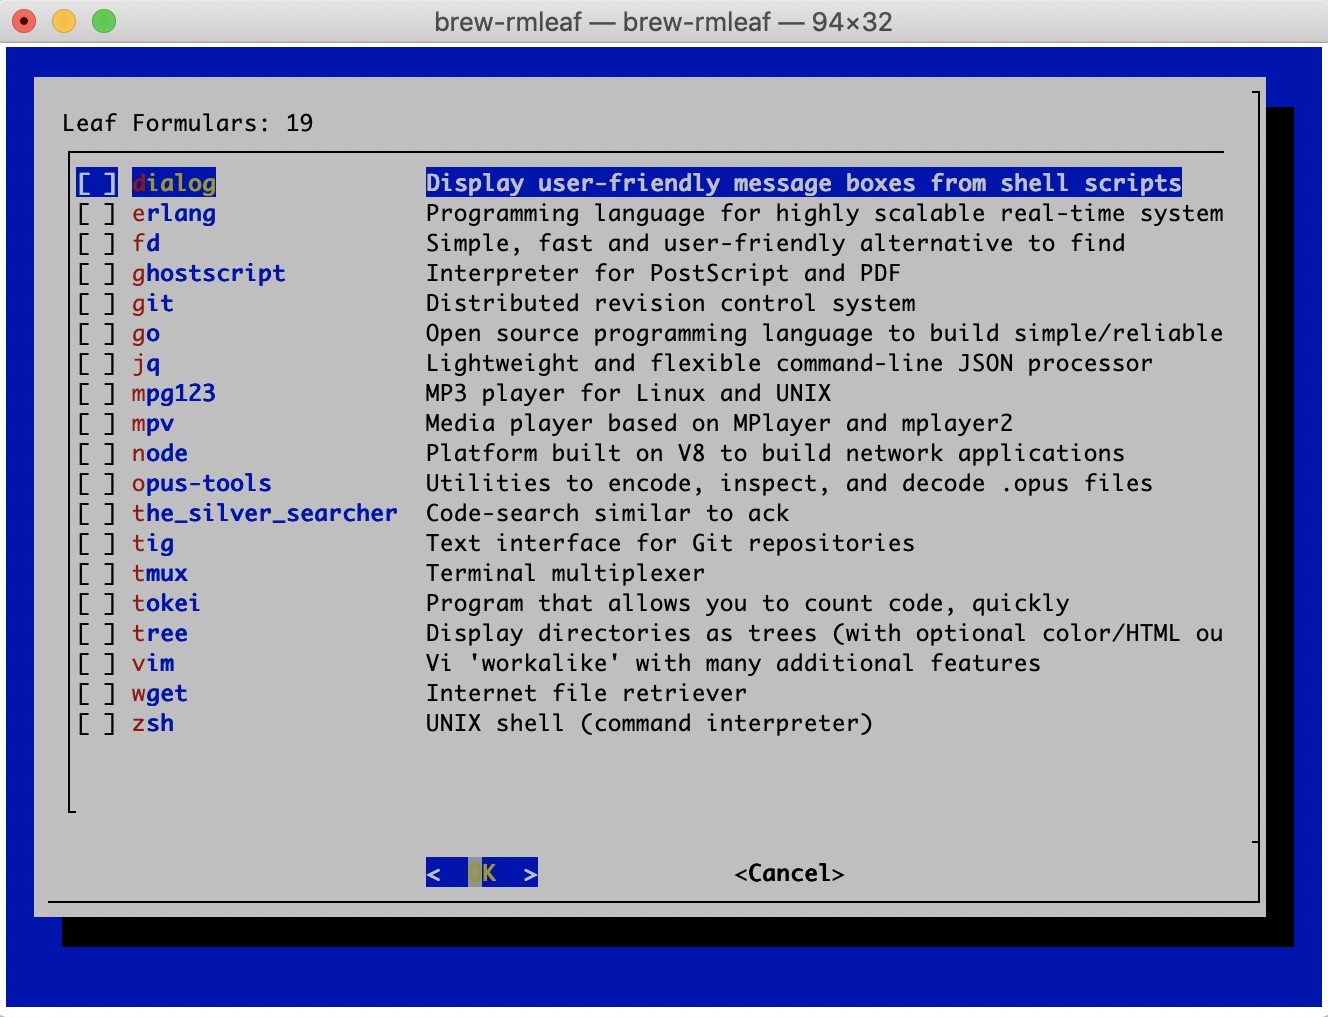 brew-rmleaf — brew-rmleaf — 94×32
Leaf Formulars: 19
[ ] dialog Display user-friendly message boxes from shell scripts
[ ] erlang Programming language for highly scalable real-time system
[ ] fd Simple, fast and user-friendly alternative to find
[ ] ghostscript Interpreter for PostScript and PDF
[ ] git Distributed revision control system
[ ] go Open source programming language to build simple/reliable
[ ] jq Lightweight and flexible command-line JSON processor
[ ] mpg123 MP3 player for Linux and UNIX
[ ] mpv Media player based on MPlayer and mplayer2
[ ] node Platform built on V8 to build network applications
[ ] opus-tools Utilities to encode, inspect, and decode .opus files
[ ] the_silver_searcher Code-search similar to ack
[ ] tig Text interface for Git repositories
[ ] tmux Terminal multiplexer
[ ] tokei Program that allows you to count code, quickly
[ ] tree Display directories as trees (with optional color/HTML ou
[ ] vim Vi 'workalike' with many additional features
[ ] wget Internet file retriever
[ ] zsh UNIX shell (command interpreter)
< OK > <Cancel>